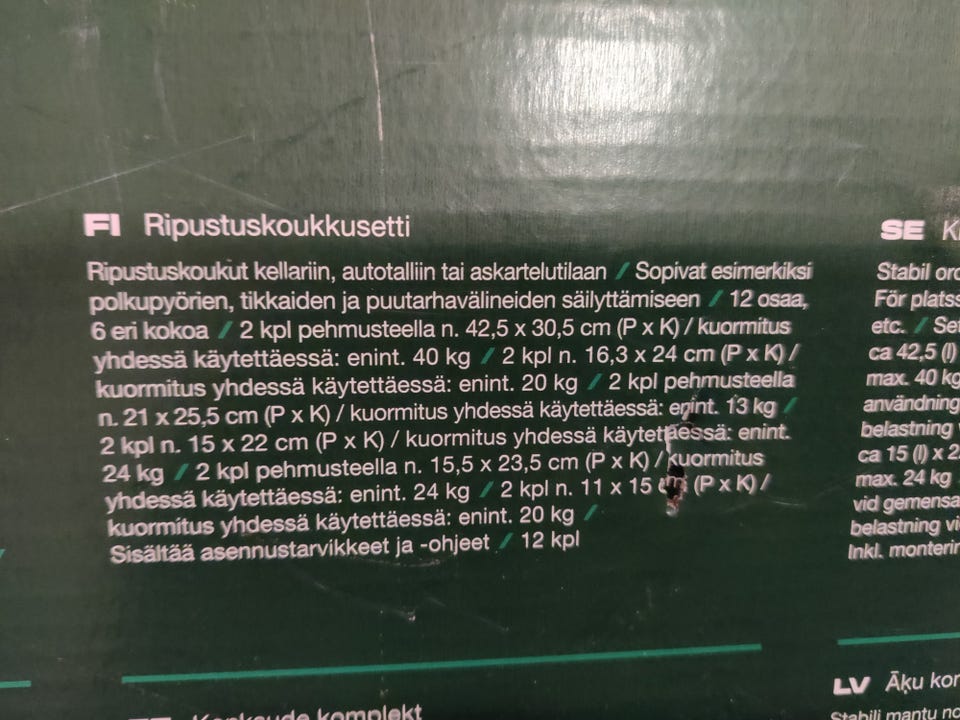 FI Ripustuskoukkusetti
Ripustuskoukut kellariin, autotalliin tai askartelutilaan / Sopivat esimerkiksi
polkupyörien, tikkaiden ja puutarhavälineiden säilyttämiseen / 12 osaa,
6 eri kokoa / 2 kpl pehmusteella n. 42,5 x 30,5 cm (P x K) / kuormitus
yhdessä käytettäessä: enint. 40 kg / 2 kpl n. 16,3 x 24 cm (P x K) /
kuormitus yhdessä käytettäessä: enint. 20 kg / 2 kpl pehmusteella
n. 21 x 25,5 cm (P x K) / kuormitus yhdessä käytettäessä: enint. 13 kg /
2 kpl n. 15 x 22 cm (P x K) / kuormitus yhdessä käytettäessä: enint.
24 kg / 2 kpl pehmusteella n. 15,5 x 23,5 cm (P x K) / kuormitus
yhdessä käytettäessä: enint. 24 kg / 2 kpl n. 11 x 15 (P x K) /
kuormitus yhdessä käytettäessä: enint. 20 kg /
Sisältää asennustarvikkeet ja -ohjeet / 12 kpl
SE
Stabil
För
etc. /
ca 42,5 (l)
max. 40 kg
användning
belastning
ca 15 (l) x
max. 24 kg
vid
belastning
Inkl.
komplekt
LV Āķu
Stabili mantu